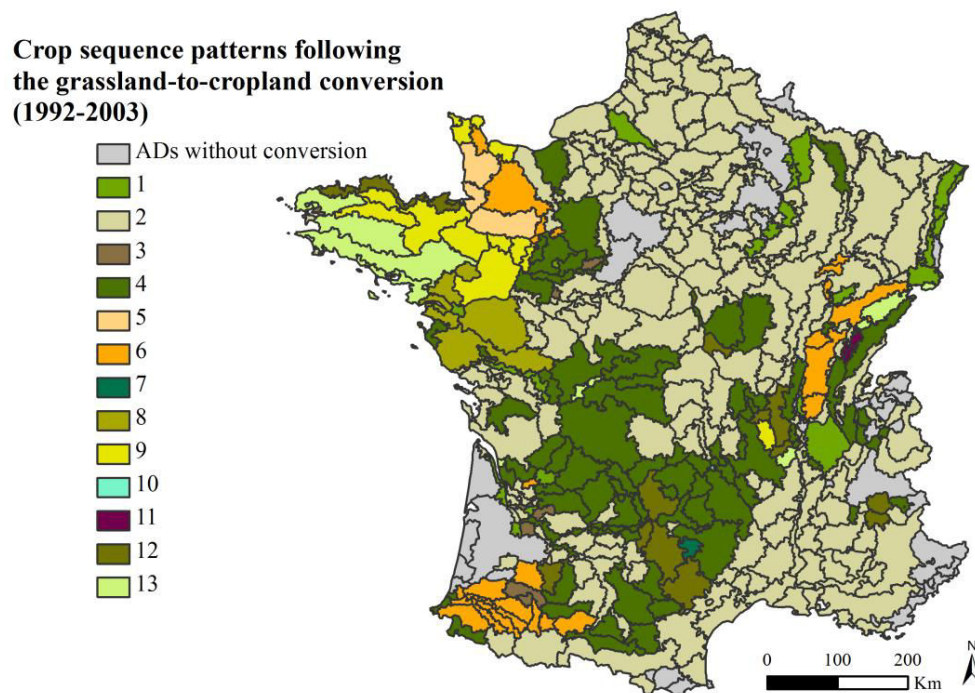 Crop sequence patterns following
the grassland-to-cropland conversion
(1992-2003)
ADs without conversion
1
2
3
4
5
6
7
8
9
10
11
12
13
N
0 100 200
Km